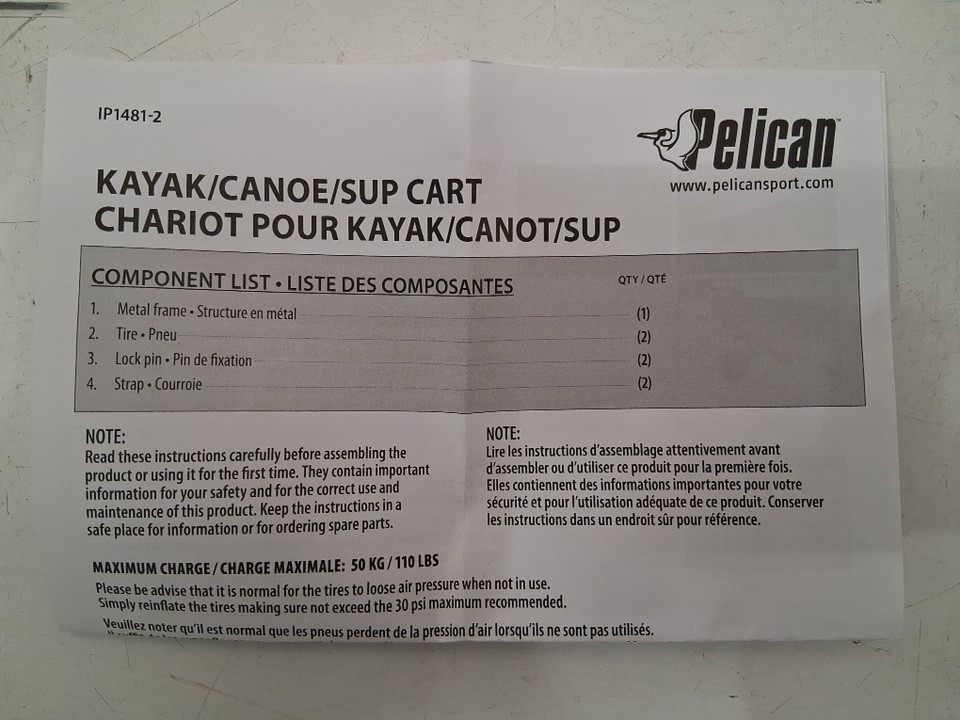 IP1481-2
Pelican™
www.pelicansport.com
KAYAK/CANOE/SUP CART
CHARIOT POUR KAYAK/CANOT/SUP
COMPONENT LIST • LISTE DES COMPOSANTES QTY / QTÉ
1. Metal frame • Structure en métal (1)
2. Tire • Pneu (2)
3. Lock pin • Pin de fixation (2)
4. Strap • Courroie (2)
NOTE:
Read these instructions carefully before assembling the
product or using it for the first time. They contain important
information for your safety and for the correct use and
maintenance of this product. Keep the instructions in a
safe place for information or for ordering spare parts.
NOTE:
Lire les instructions d'assemblage attentivement avant
d'assembler ou d'utiliser ce produit pour la première fois.
Elles contiennent des informations importantes pour votre
sécurité et pour l'utilisation adéquate de ce produit. Conserver
les instructions dans un endroit sûr pour référence.
MAXIMUM CHARGE / CHARGE MAXIMALE: 50 KG / 110 LBS
Please be advise that it is normal for the tires to loose air pressure when not in use.
Simply reinflate the tires making sure not exceed the 30 psi maximum recommended.
Veuillez noter qu'il est normal que les pneus perdent de la pression d'air lorsqu'ils ne sont pas utilisés.